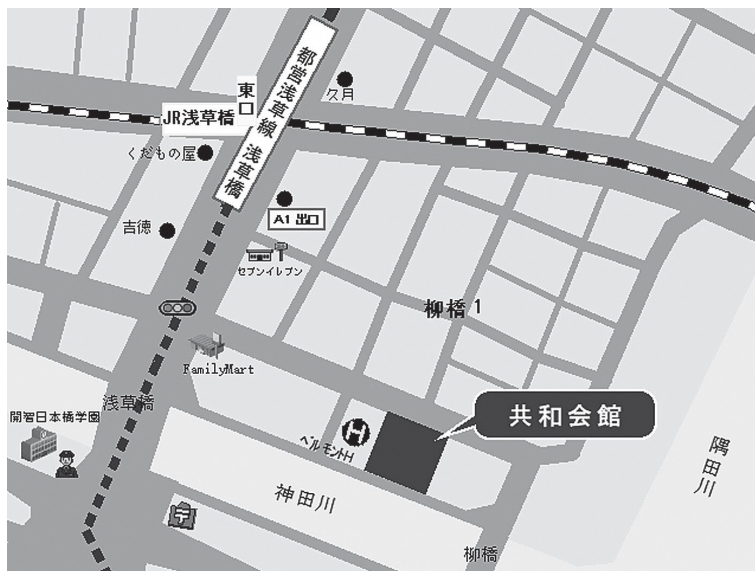 都営浅草線 浅草橋
東口
久月
JR浅草橋
くだもの屋
A1 出口
吉徳
セブンイレブン
柳橋 1
FamilyMart
浅草橋
共和会館
開智日本橋学園
ベルモントH
H
隅田川
神田川
〒
柳橋